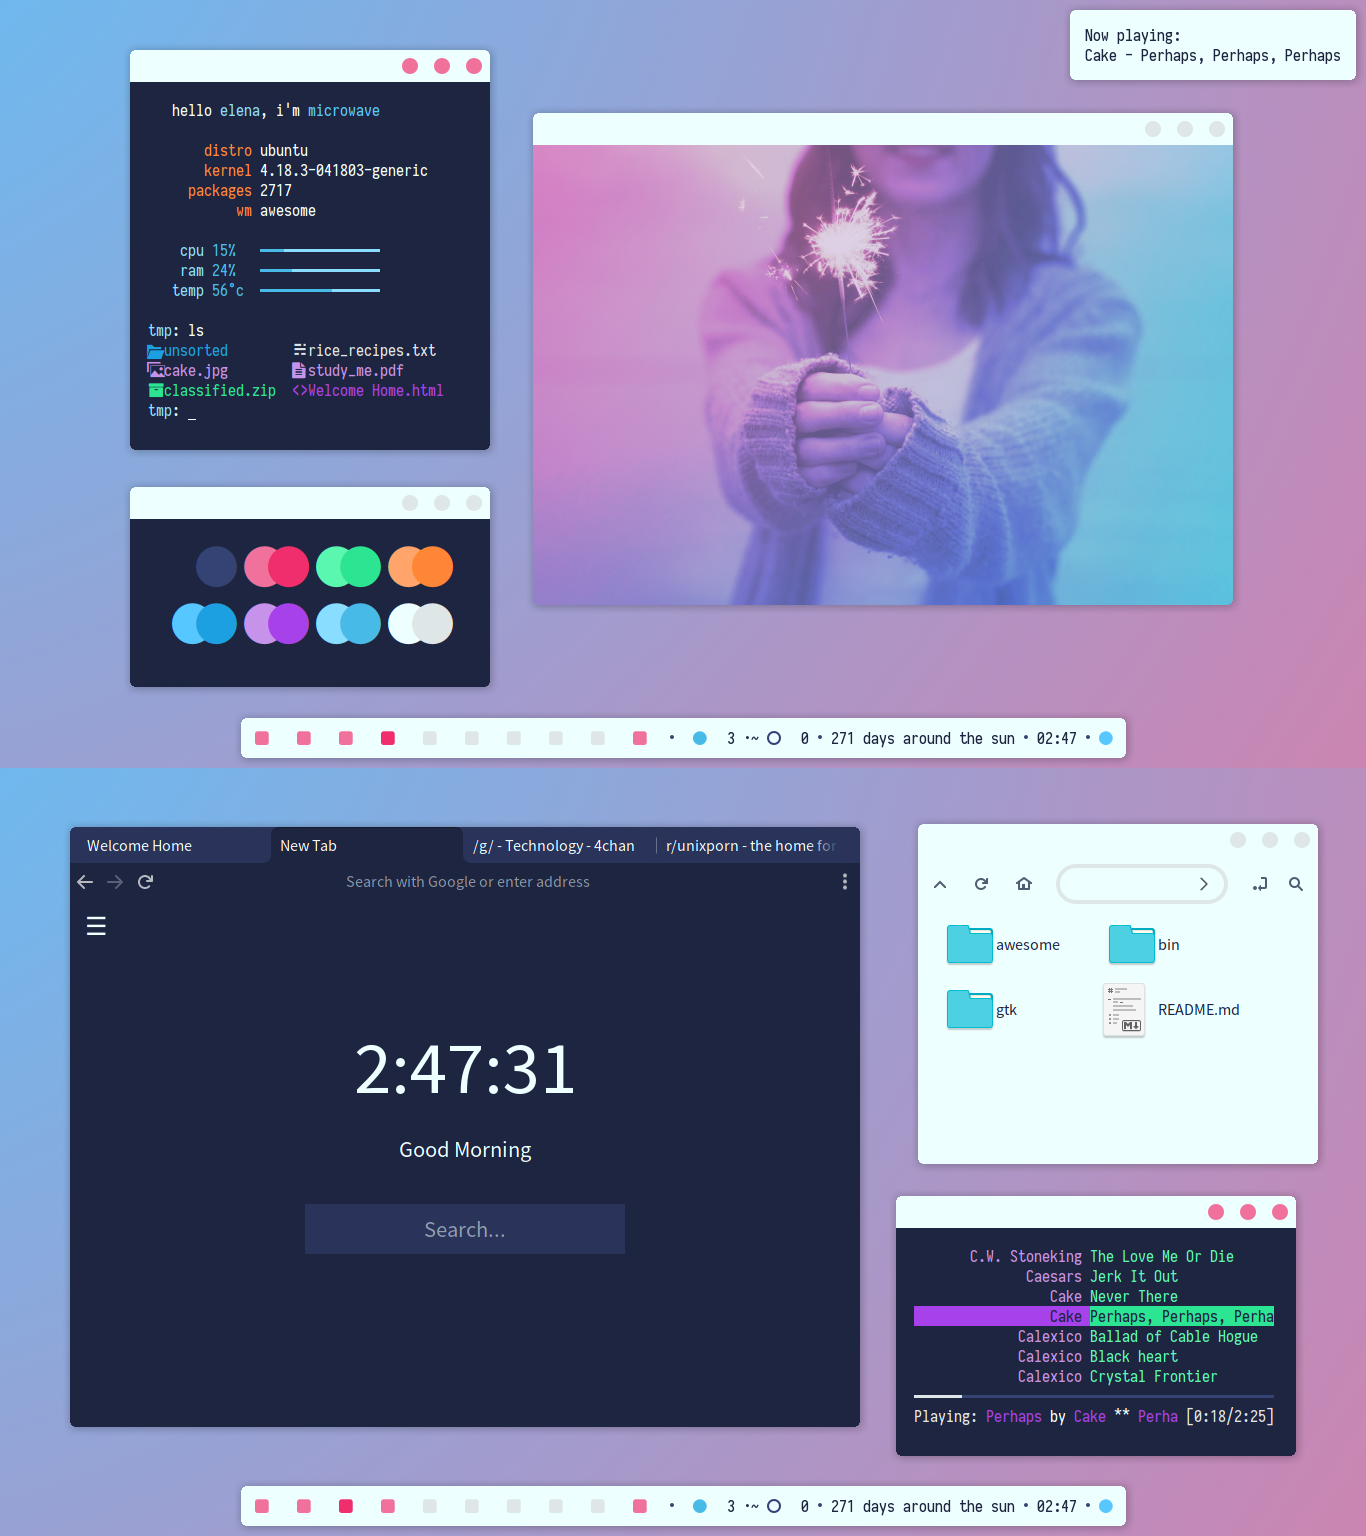 Now playing:
Cake - Perhaps, Perhaps, Perhaps
hello elena, i'm microwave
distro ubuntu
kernel 4.18.3-041803-generic
packages 2717
wm awesome
cpu 15%
ram 24%
temp 56°c
tmp: ls
unsorted rice_recipes.txt
cake.jpg study_me.pdf
classified.zip <>Welcome Home.html
tmp: _
3 ·~ 0 • 271 days around the sun • 02:47 •
Welcome Home New Tab /g/ - Technology - 4chan r/unixporn - the home for
Search with Google or enter address
2:47:31
Good Morning
Search...
awesome bin
gtk README.md
C.W. Stoneking The Love Me Or Die
Caesars Jerk It Out
Cake Never There
Cake Perhaps, Perhaps, Perha
Calexico Ballad of Cable Hogue
Calexico Black heart
Calexico Crystal Frontier
Playing: Perhaps by Cake ** Perha [0:18/2:25]
3 ·~ 0 • 271 days around the sun • 02:47 •